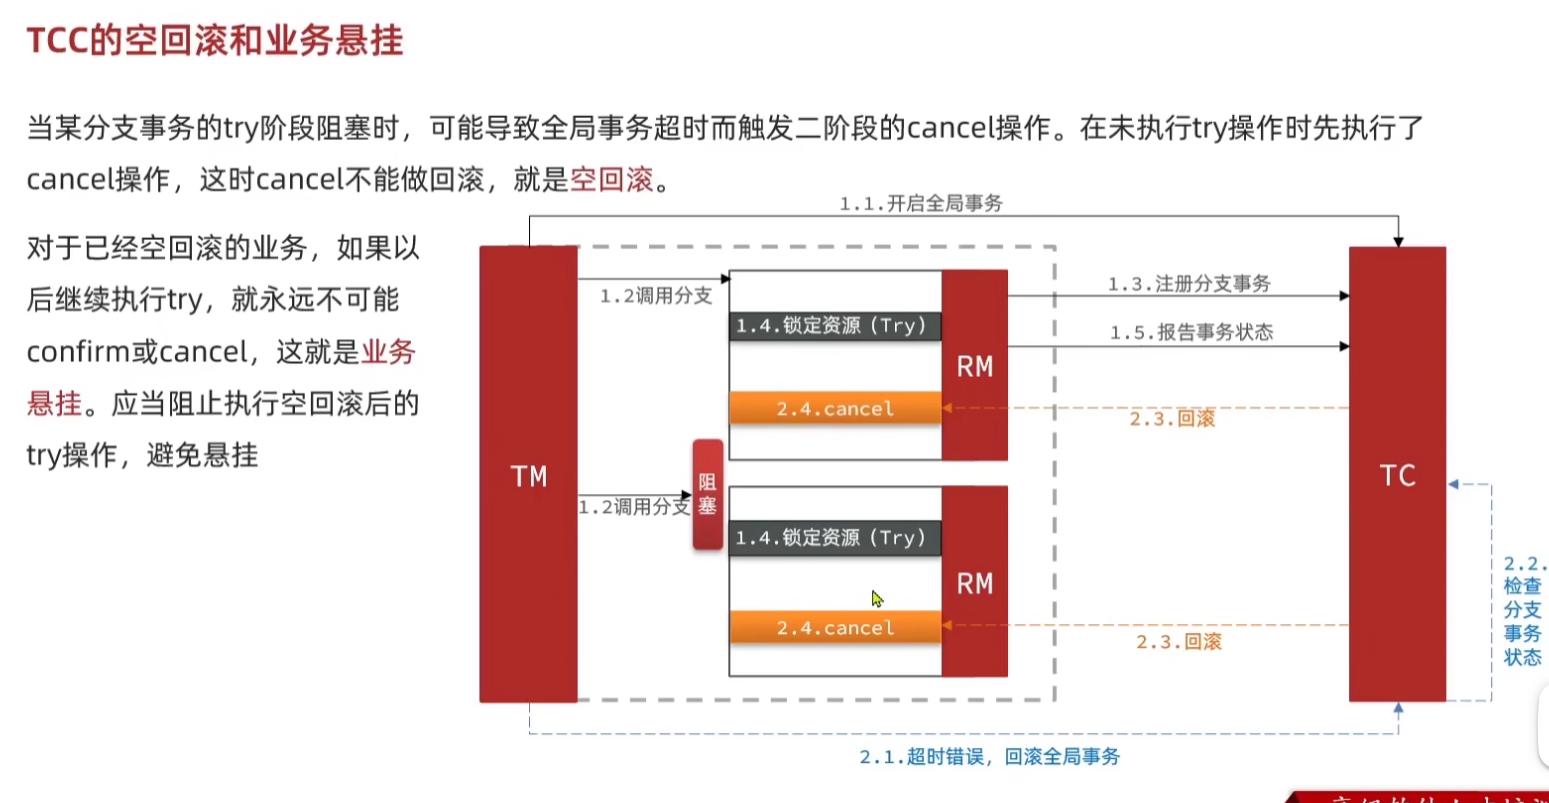 TCC的空回滚和业务悬挂
当某分支事务的try阶段阻塞时，可能导致全局事务超时而触发二阶段的cancel操作。在未执行try操作时先执行了
cancel操作，这时cancel不能做回滚，就是空回滚。
对于已经空回滚的业务，如果以
后继续执行try，就永远不可能
confirm或cancel，这就是业务
悬挂。应当阻止执行空回滚后的
try操作，避免悬挂
1.1.开启全局事务
TM
1.2调用分支
1.4.锁定资源（Try）
2.4.cancel
RM
1.3.注册分支事务
1.5.报告事务状态
2.3.回滚
1.2调用分支
阻
塞
1.4.锁定资源（Try）
2.4.cancel
RM
2.3.回滚
TC
2.2.
检查
分支
事务
状态
2.1.超时错误，回滚全局事务